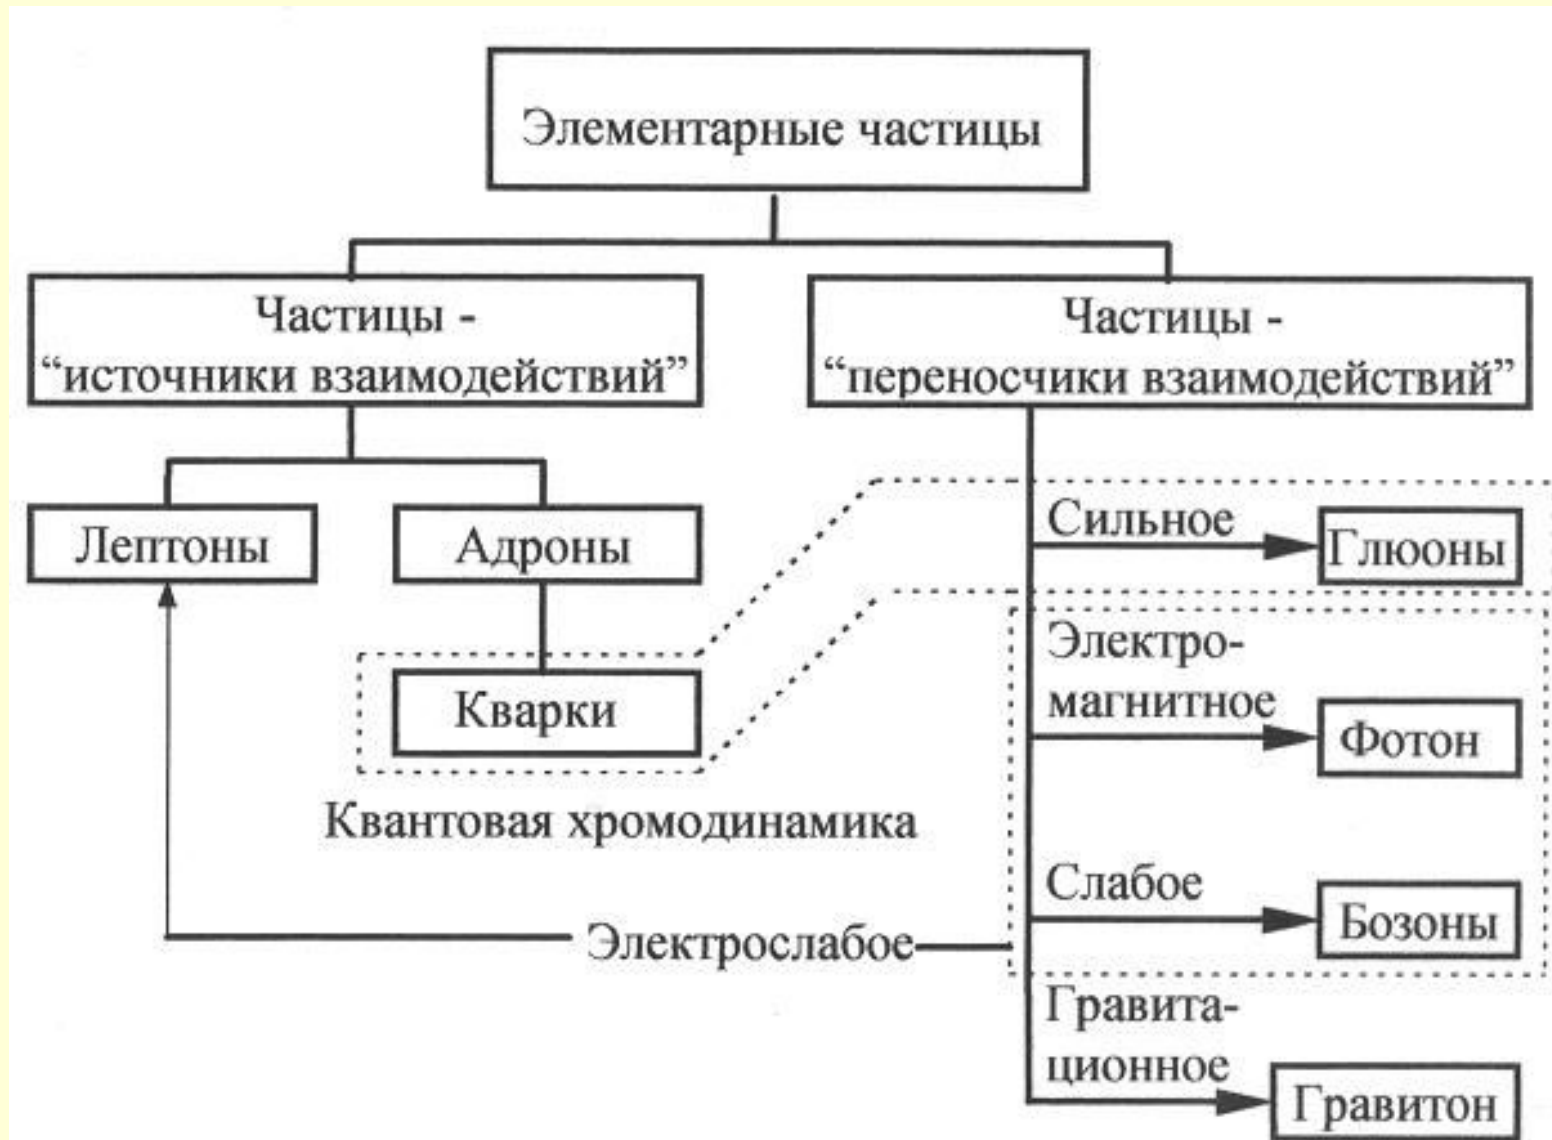 Элементарные частицы
Частицы -
“источники взаимодействий”
Частицы -
“переносчики взаимодействий”
Лептоны
Адроны
Кварки
Квантовая хромодинамика
Электрослабое
Сильное
Глюоны
Электро-
магнитное
Фотон
Слабое
Бозоны
Гравита-
ционное
Гравитон